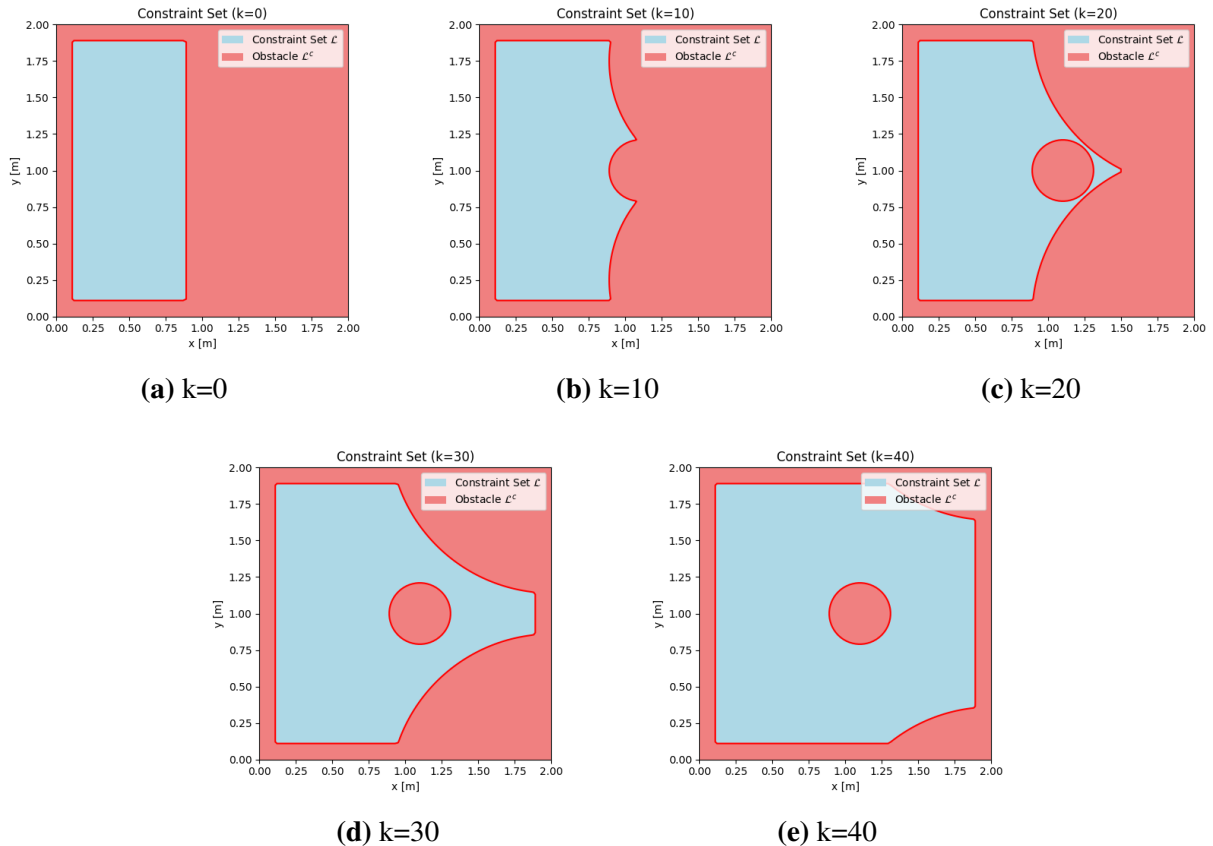 Constraint Set (k=0)
Constraint Set ℒ
Obstacle ℒᶜ
2.00
1.75
1.50
1.25
1.00
0.75
0.50
0.25
0.00
y [m]
0.00 0.25 0.50 0.75 1.00 1.25 1.50 1.75 2.00
x [m]
(a) k=0
Constraint Set (k=10)
Constraint Set ℒ
Obstacle ℒᶜ
2.00
1.75
1.50
1.25
1.00
0.75
0.50
0.25
0.00
y [m]
0.00 0.25 0.50 0.75 1.00 1.25 1.50 1.75 2.00
x [m]
(b) k=10
Constraint Set (k=20)
Constraint Set ℒ
Obstacle ℒᶜ
2.00
1.75
1.50
1.25
1.00
0.75
0.50
0.25
0.00
y [m]
0.00 0.25 0.50 0.75 1.00 1.25 1.50 1.75 2.00
x [m]
(c) k=20
Constraint Set (k=30)
Constraint Set ℒ
Obstacle ℒᶜ
2.00
1.75
1.50
1.25
1.00
0.75
0.50
0.25
0.00
y [m]
0.00 0.25 0.50 0.75 1.00 1.25 1.50 1.75 2.00
x [m]
(d) k=30
Constraint Set (k=40)
Constraint Set ℒ
Obstacle ℒᶜ
2.00
1.75
1.50
1.25
1.00
0.75
0.50
0.25
0.00
y [m]
0.00 0.25 0.50 0.75 1.00 1.25 1.50 1.75 2.00
x [m]
(e) k=40